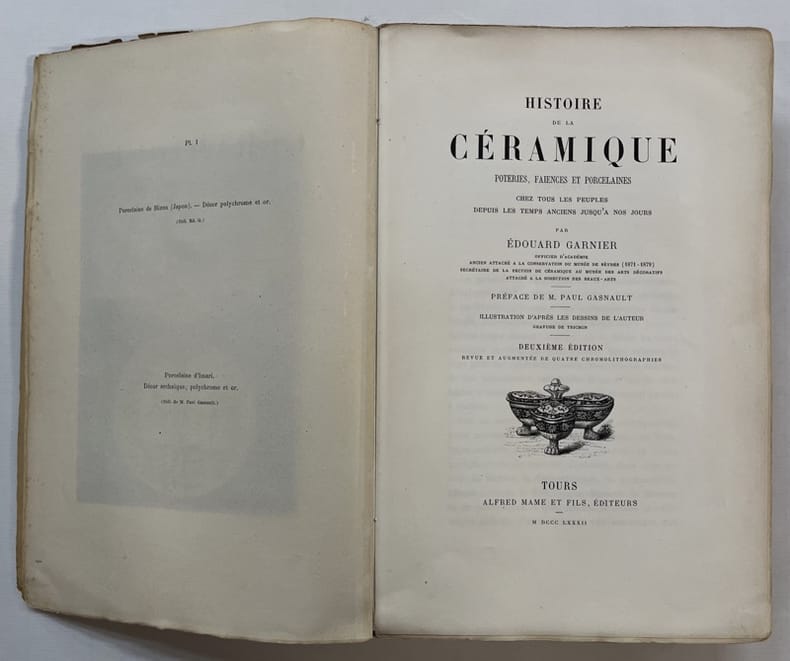 Pl. I
Porcelaine de Bizen (Japon). — Décor polychrome et or.
Porcelaine d'Imari.
Décor archaïque, polychrome et or.
(Coll. de M. Paul Gasnault.)
HISTOIRE
DE LA
CÉRAMIQUE
POTERIES, FAIENCES ET PORCELAINES
CHEZ TOUS LES PEUPLES
DEPUIS LES TEMPS ANCIENS JUSQU'A NOS JOURS
PAR
ÉDOUARD GARNIER
OFFICIER D'ACADÉMIE
ANCIEN ATTACHÉ A LA CONSERVATION DU MUSÉE DE SÈVRES (1871-1879)
SECRÉTAIRE DE LA SECTION DE CÉRAMIQUE AU MUSÉE DES ARTS DÉCORATIFS
ATTACHÉ A LA DIRECTION DES BEAUX-ARTS
PRÉFACE DE M. PAUL GASNAULT
ILLUSTRATION D'APRÈS LES DESSINS DE L'AUTEUR
GRAVURE DE TRICHON
DEUXIÈME ÉDITION
REVUE ET AUGMENTÉE DE QUATRE CHROMOLITHOGRAPHIES
TOURS
ALFRED MAME ET FILS, ÉDITEURS
M DCCC LXXXII